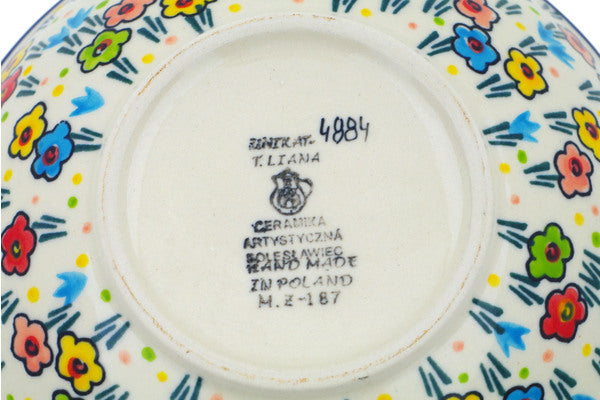 UNIKAT 4884
T. LIANA
CERAMIKA
ARTYSTYCZNA
BOLESŁAWIEC
HAND MADE
IN POLAND
M.Z-187